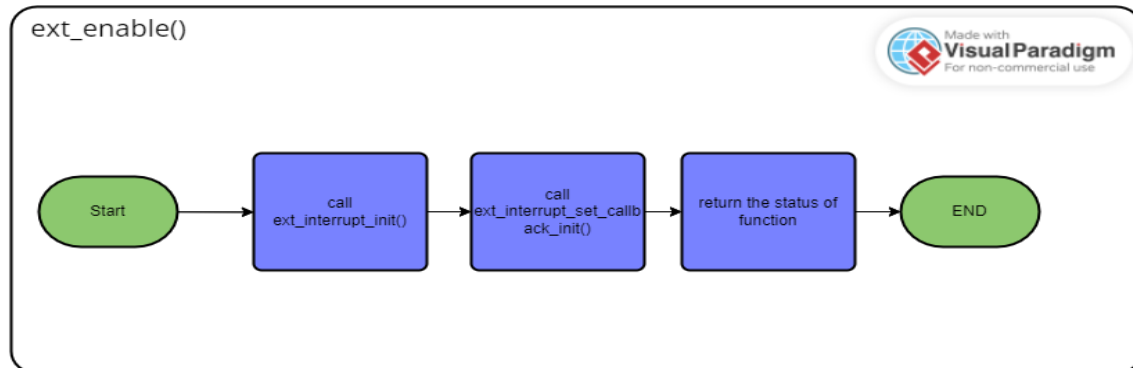 ext_enable()
Made with
Visual Paradigm
For non-commercial use
Start
call
ext_interrupt_init()
call
ext_interrupt_set_callb
ack_init()
return the status of
function
END